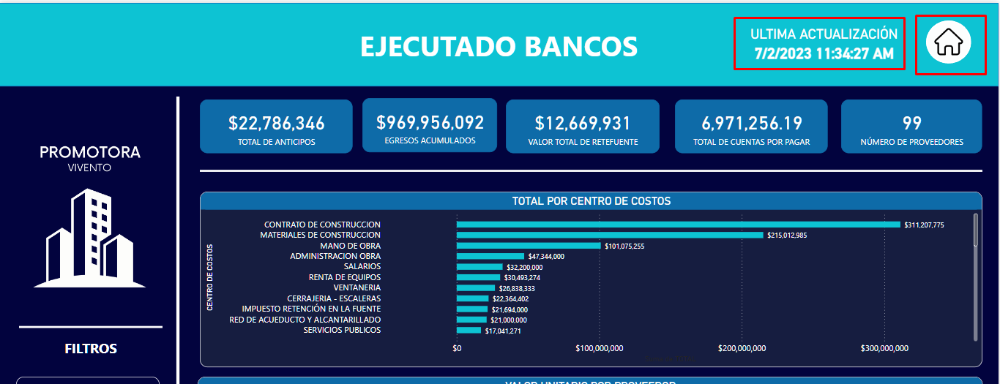 EJECUTADO BANCOS
ULTIMA ACTUALIZACIÓN
7/2/2023 11:34:27 AM
PROMOTORA
VIVENTO
FILTROS
$22,786,346
TOTAL DE ANTICIPOS
$969,956,092
EGRESOS ACUMULADOS
$12,669,931
VALOR TOTAL DE RETEFUENTE
6,971,256.19
TOTAL DE CUENTAS POR PAGAR
99
NÚMERO DE PROVEEDORES
TOTAL POR CENTRO DE COSTOS
CENTRO DE COSTOS
CONTRATO DE CONSTRUCCION $311,207,775
MATERIALES DE CONSTRUCCION $215,012,985
MANO DE OBRA $101,075,255
ADMINISTRACION OBRA $47,344,000
SALARIOS $32,200,000
RENTA DE EQUIPOS $30,493,274
VENTANERIA $26,838,333
CERRAJERIA - ESCALERAS $22,364,402
IMPUESTO RETENCIÓN EN LA FUENTE $21,694,000
RED DE ACUEDUCTO Y ALCANTARILLADO $21,000,000
SERVICIOS PUBLICOS $17,041,271
$0 $100,000,000 $200,000,000 $300,000,000
VALOR UNITARIO POR PROVEEDOR